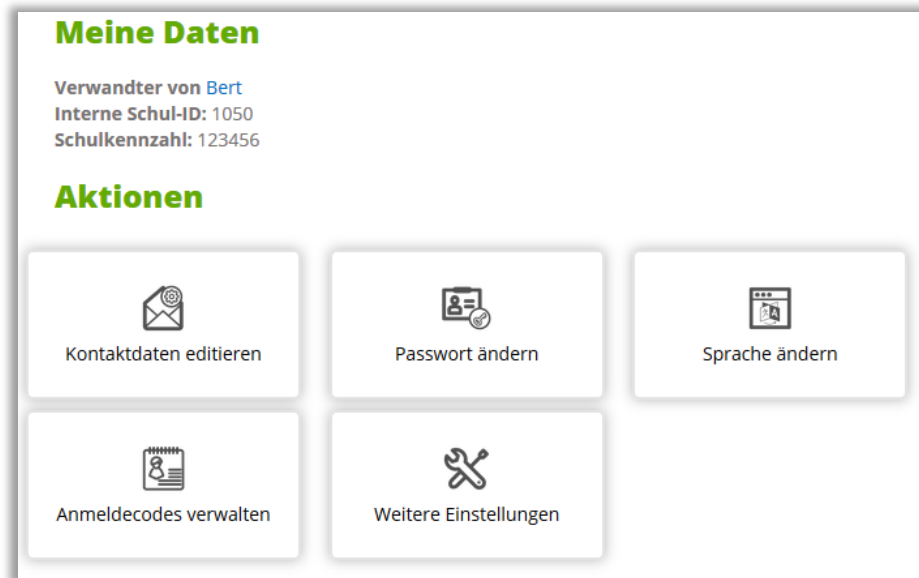 Meine Daten
Verwandter von Bert
Interne Schul-ID: 1050
Schulkennzahl: 123456
Aktionen
Kontaktdaten editieren
Passwort ändern
Sprache ändern
Anmeldecodes verwalten
Weitere Einstellungen